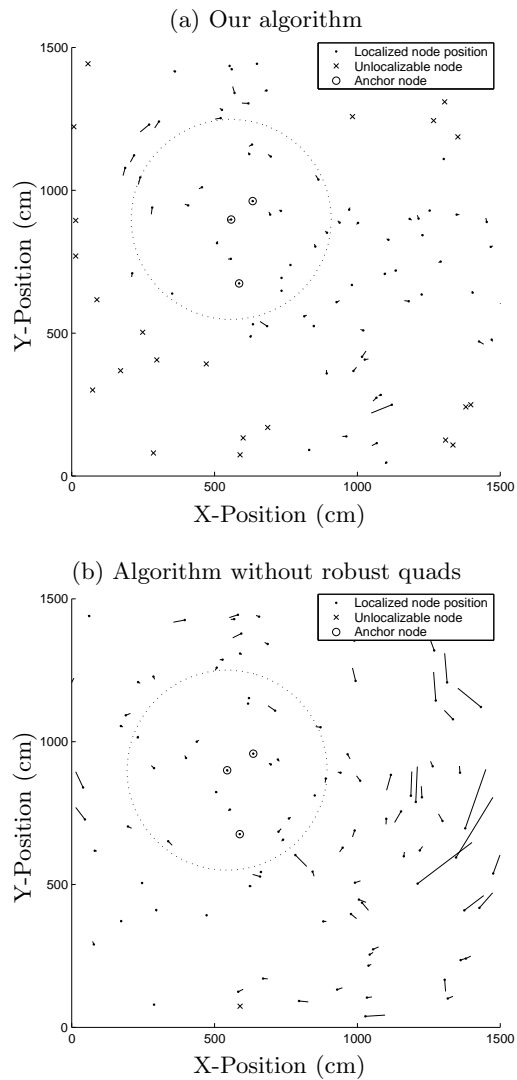 (a) Our algorithm
1500
Localized node position
Unlocalizable node
Anchor node
1000
Y-Position (cm)
500
0
0 500 1000 1500
X-Position (cm)
(b) Algorithm without robust quads
1500
Localized node position
Unlocalizable node
Anchor node
1000
Y-Position (cm)
500
0
0 500 1000 1500
X-Position (cm)